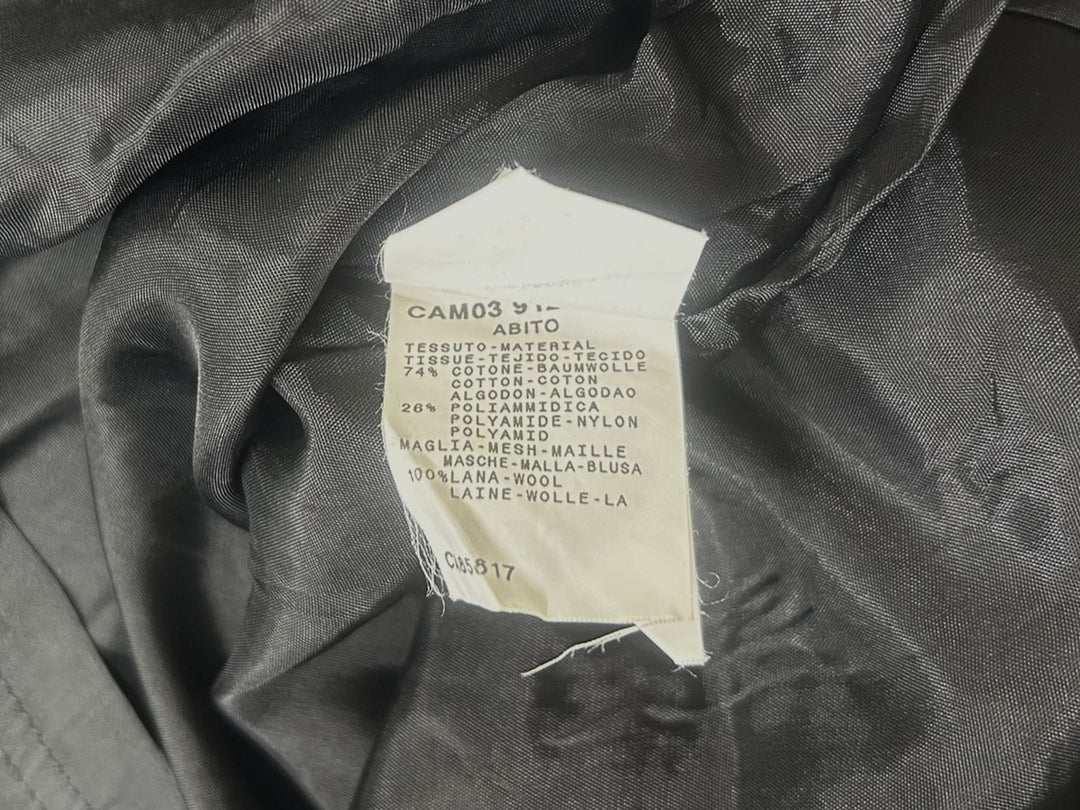 CAM03
ABITO
TESSUTO-MATERIAL
TISSUE-TEJIDO-TECIDO
74% COTONE-BAUMWOLLE
COTTON-COTON
ALGODON-ALGODAO
26% POLIAMMIDICA
POLYAMIDE-NYLON
POLYAMID
MAGLIA-MESH-MAILLE
MASCHE-MALLA-BLUSA
100%LANA-WOOL
LAINE-WOLLE-LA